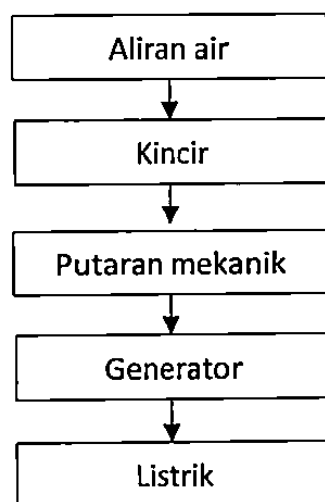 Aliran air
Kincir
Putaran mekanik
Generator
Listrik